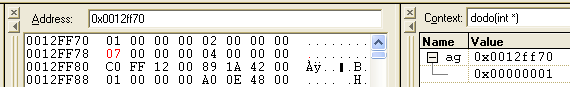 Address: 0x0012ff70
0012FF70 01 00 00 00 02 00 00 00 ........
0012FF78 07 00 00 00 04 00 00 00 ........
0012FF80 C0 FF 12 00 89 1A 42 00 Àÿ..▮.B.
0012FF88 01 00 00 00 A0 0E 48 00 .... .H.
Context: dodo(int *)
Name Value
ag 0x0012ff70
0x00000001